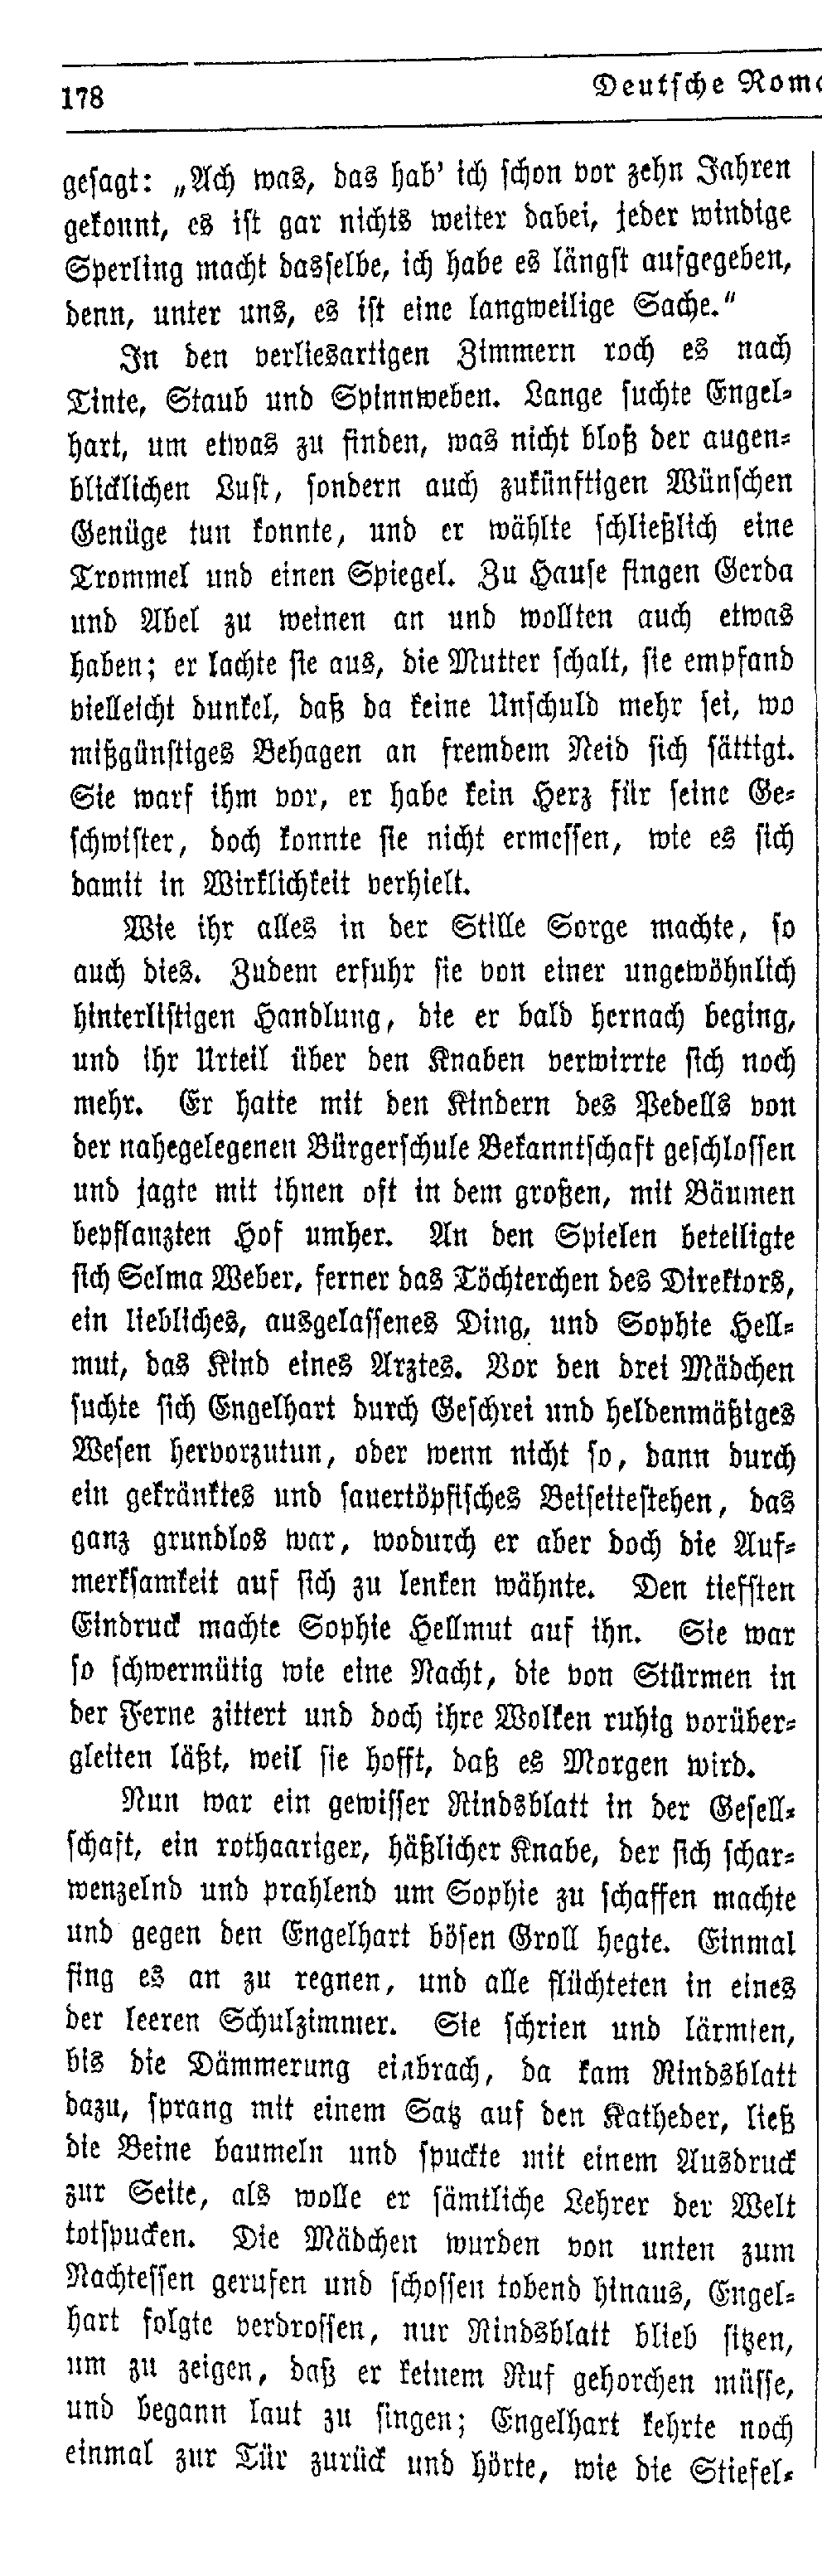 178
Deutsche Roma
gesagt: „Ach was, das hab' ich schon vor zehn Jahren
gekonnt, es ist gar nichts weiter dabei, jeder windige
Sperling macht dasselbe, ich habe es längst aufgegeben,
denn, unter uns, es ist eine langweilige Sache.“
In den verliesartigen Zimmern roch es nach
Tinte, Staub und Spinnweben. Lange suchte Engel-
hart, um etwas zu finden, was nicht bloß der augen-
blicklichen Lust, sondern auch zukünftigen Wünschen
Genüge tun konnte, und er wählte schließlich eine
Trommel und einen Spiegel. Zu Hause fingen Gerda
und Abel zu weinen an und wollten auch etwas
haben; er lachte sie aus, die Mutter schalt, sie empfand
vielleicht dunkel, daß da keine Unschuld mehr sei, wo
mißgünstiges Behagen an fremdem Neid sich sättigt.
Sie warf ihm vor, er habe kein Herz für seine Ge-
schwister, doch konnte sie nicht ermessen, wie es sich
damit in Wirklichkeit verhielt.
Wie ihr alles in der Stille Sorge machte, so
auch dies. Zudem erfuhr sie von einer ungewöhnlich
hinterlistigen Handlung, die er bald hernach beging,
und ihr Urteil über den Knaben verwirrte sich noch
mehr. Er hatte mit den Kindern des Pedells von
der nahegelegenen Bürgerschule Bekanntschaft geschlossen
und jagte mit ihnen oft in dem großen, mit Bäumen
bepflanzten Hof umher. An den Spielen beteiligte
sich Selma Weber, ferner das Töchterchen des Direktors,
ein liebliches, ausgelassenes Ding, und Sophie Hell-
mut, das Kind eines Arztes. Vor den drei Mädchen
suchte sich Engelhart durch Geschrei und heldenmäßiges
Wesen hervorzutun, oder wenn nicht so, dann durch
ein gekränktes und sauertöpfisches Beiseitestehen, das
ganz grundlos war, wodurch er aber doch die Auf-
merksamkeit auf sich zu lenken wähnte. Den tiefsten
Eindruck machte Sophie Hellmut auf ihn. Sie war
so schwermütig wie eine Nacht, die von Stürmen in
der Ferne zittert und doch ihre Wolken ruhig vorüber-
gleiten läßt, weil sie hofft, daß es Morgen wird.
Nun war ein gewisser Rindsblatt in der Gesell-
schaft, ein rothaariger, häßlicher Knabe, der sich schar-
wenzelnd und prahlend um Sophie zu schaffen machte
und gegen den Engelhart bösen Groll hegte. Einmal
fing es an zu regnen, und alle flüchteten in eines
der leeren Schulzimmer. Sie schrien und lärmten,
bis die Dämmerung einbrach, da kam Rindsblatt
dazu, sprang mit einem Satz auf den Katheder, ließ
die Beine baumeln und spuckte mit einem Ausdruck
zur Seite, als wolle er sämtliche Lehrer der Welt
totspucken. Die Mädchen wurden von unten zum
Nachtessen gerufen und schossen tobend hinaus, Engel-
hart folgte verdrossen, nur Rindsblatt blieb sitzen,
um zu zeigen, daß er keinem Ruf gehorchen müsse,
und begann laut zu singen; Engelhart kehrte noch
einmal zur Tür zurück und hörte, wie die Stiefel-